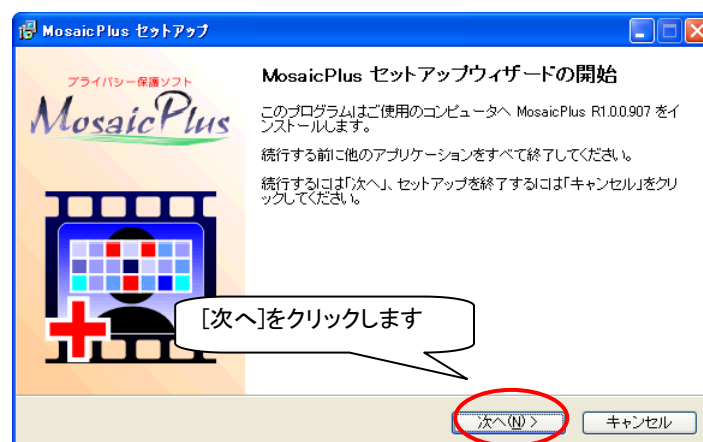 MosaicPlus セットアップ
プライバシー保護ソフト
MosaicPlus
MosaicPlus セットアップウィザードの開始
このプログラムはご使用のコンピュータへ MosaicPlus R1.0.0.907 をイ
ンストールします。
続行する前に他のアプリケーションをすべて終了してください。
続行するには「次へ」、セットアップを終了するには「キャンセル」をクリ
ックしてください。
[次へ]をクリックします
次へ(N) >
キャンセル